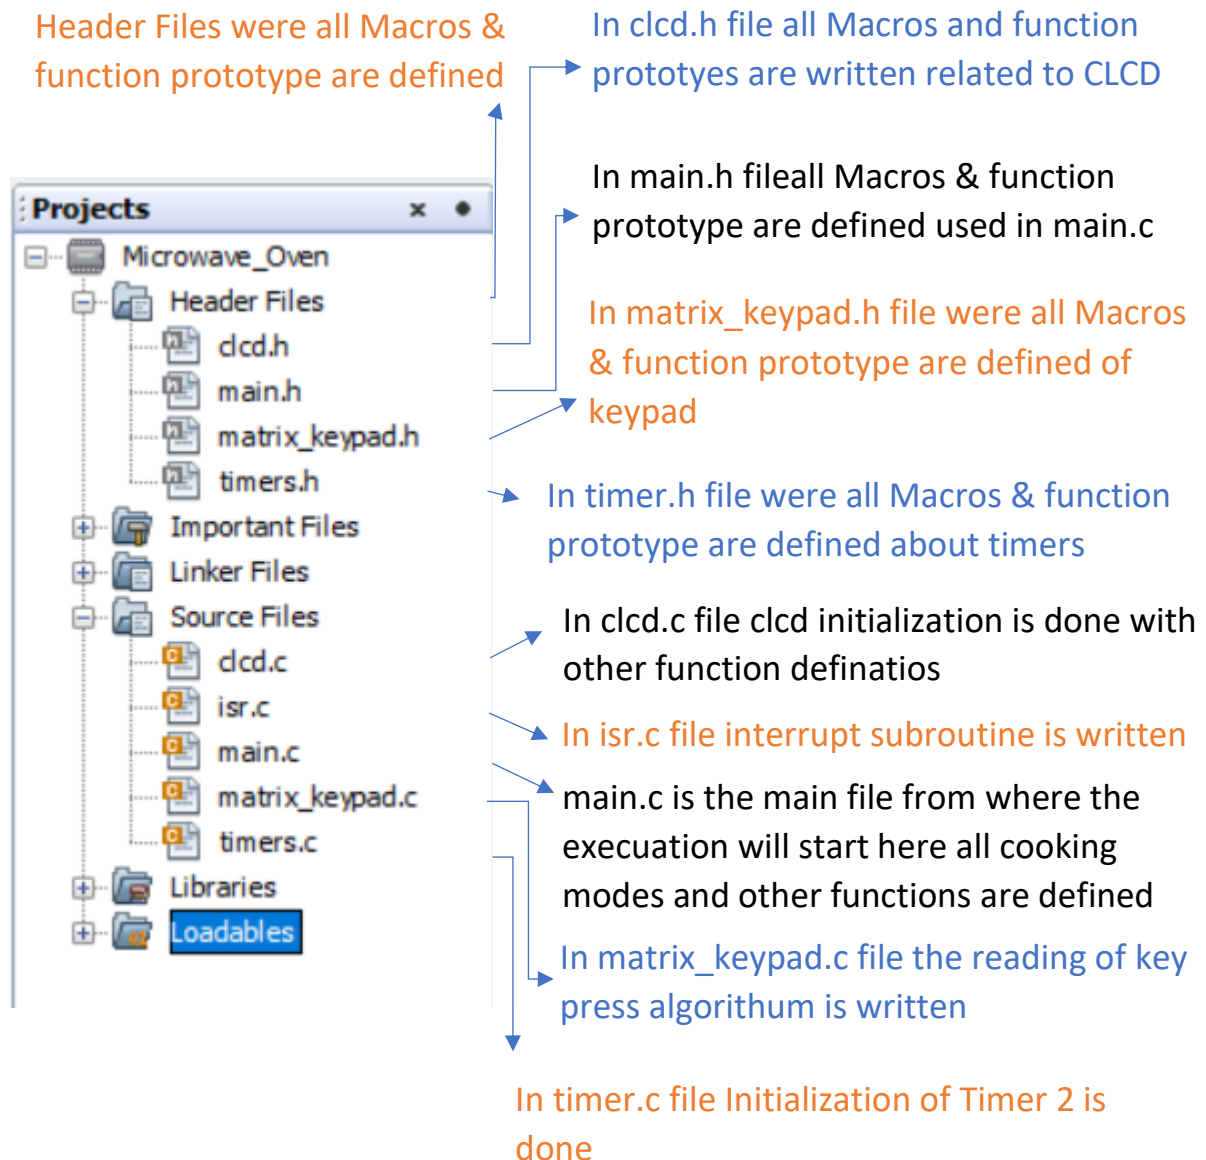 Header Files were all Macros &
function prototype are defined
In clcd.h file all Macros and function
prototyes are written related to CLCD
In main.h fileall Macros & function
prototype are defined used in main.c
In matrix_keypad.h file were all Macros
& function prototype are defined of
keypad
In timer.h file were all Macros & function
prototype are defined about timers
In clcd.c file clcd initialization is done with
other function definatios
In isr.c file interrupt subroutine is written
main.c is the main file from where the
execuation will start here all cooking
modes and other functions are defined
In matrix_keypad.c file the reading of key
press algorithum is written
In timer.c file Initialization of Timer 2 is
done
Projects
Microwave_Oven
Header Files
clcd.h
main.h
matrix_keypad.h
timers.h
Important Files
Linker Files
Source Files
clcd.c
isr.c
main.c
matrix_keypad.c
timers.c
Libraries
Loadables